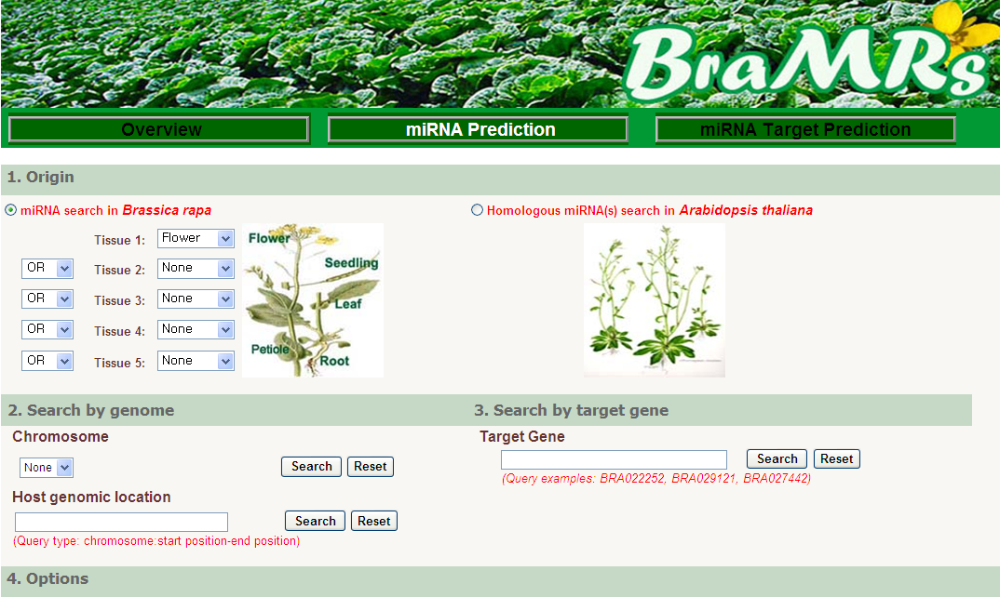 BraMRs
Overview
miRNA Prediction
miRNA Target Prediction
1. Origin
miRNA search in Brassica rapa
Homologous miRNA(s) search in Arabidopsis thaliana
Tissue 1: Flower
OR Tissue 2: None
OR Tissue 3: None
OR Tissue 4: None
OR Tissue 5: None
Flower
Seedling
Leaf
Petiole
Root
2. Search by genome
Chromosome
None Search Reset
Host genomic location
Search Reset
(Query type: chromosome:start position-end position)
3. Search by target gene
Target Gene
Search Reset
(Query examples: BRA022252, BRA029121, BRA027442)
4. Options